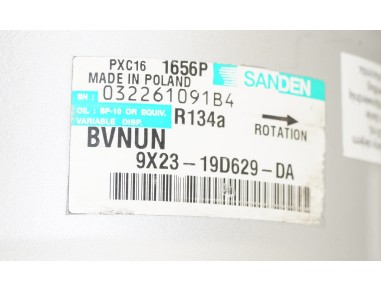 PXC16 1656P SANDEN
MADE IN POLAND
SN : 032261091B4
OIL : SP-10 OR EQUIV.
VARIABLE DISP. R134a ROTATION
BVNUN
9X23-19D629-DA